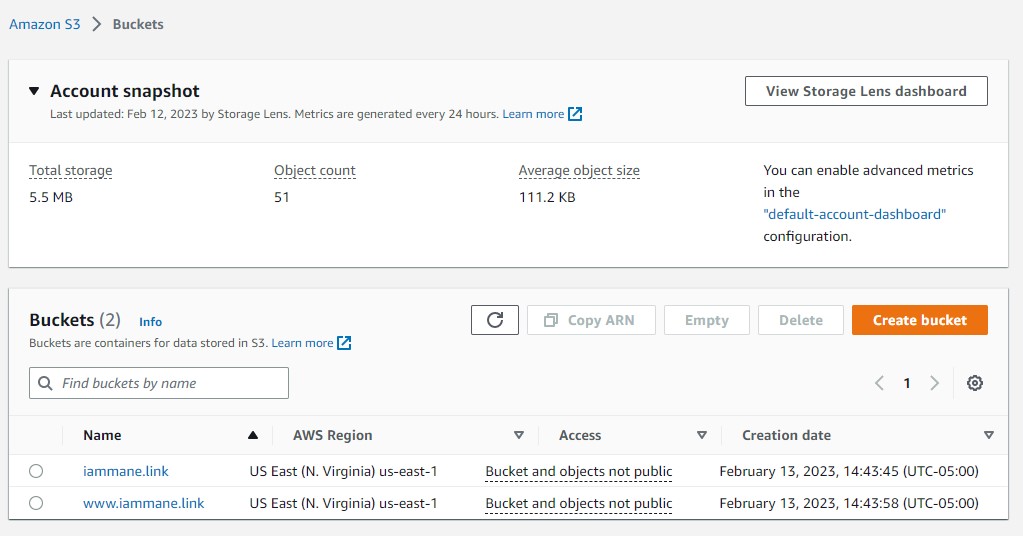 Amazon S3 > Buckets
Account snapshot
View Storage Lens dashboard
Last updated: Feb 12, 2023 by Storage Lens. Metrics are generated every 24 hours. Learn more
Total storage
5.5 MB
Object count
51
Average object size
111.2 KB
You can enable advanced metrics
in the
"default-account-dashboard"
configuration.
Buckets (2) Info
Copy ARN Empty Delete Create bucket
Buckets are containers for data stored in S3. Learn more
Find buckets by name
1
Name AWS Region Access Creation date
iammane.link US East (N. Virginia) us-east-1 Bucket and objects not public February 13, 2023, 14:43:45 (UTC-05:00)
www.iammane.link US East (N. Virginia) us-east-1 Bucket and objects not public February 13, 2023, 14:43:58 (UTC-05:00)